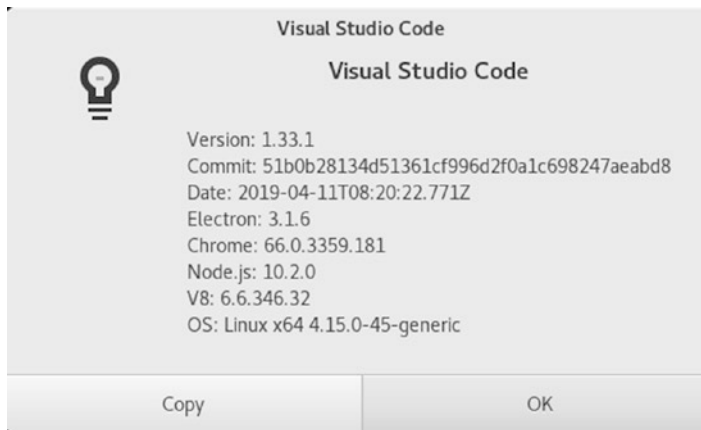 Visual Studio Code
Visual Studio Code
Version: 1.33.1
Commit: 51b0b28134d51361cf996d2f0a1c698247aeabd8
Date: 2019-04-11T08:20:22.771Z
Electron: 3.1.6
Chrome: 66.0.3359.181
Node.js: 10.2.0
V8: 6.6.346.32
OS: Linux x64 4.15.0-45-generic
Copy
OK